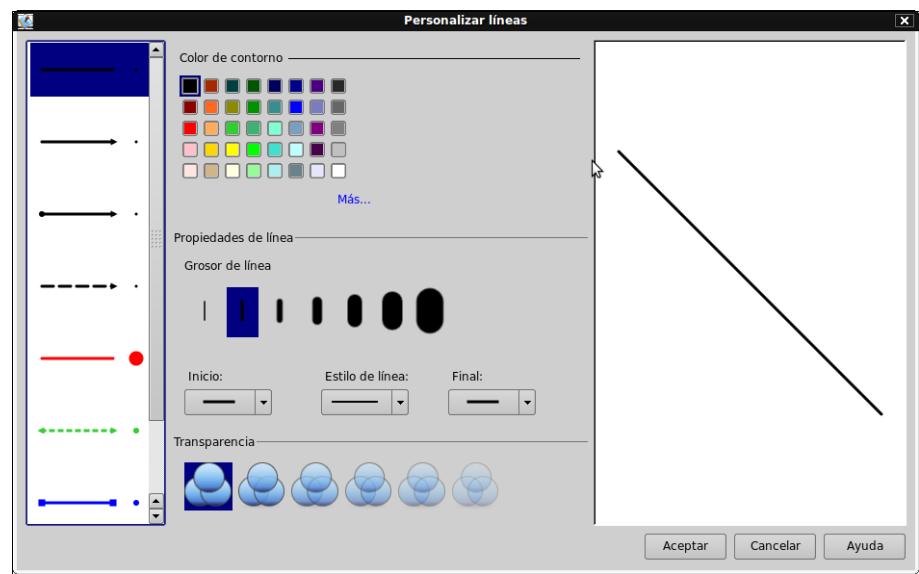 Personalizar líneas
Color de contorno
Más...
Propiedades de línea
Grosor de línea
Inicio:
Estilo de línea:
Final:
Transparencia
Aceptar
Cancelar
Ayuda